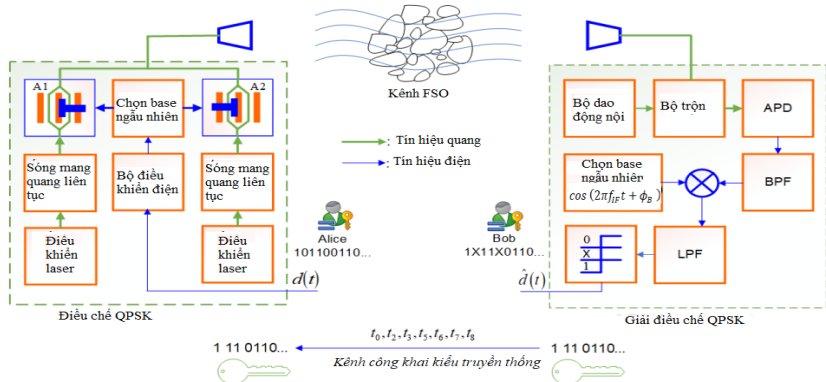 Kênh FSO
A1
Chọn base
ngẫu nhiên
A2
Sóng mang
quang liên
tục
Bộ điều
khiển điện
Sóng mang
quang liên
tục
Điều
khiển
laser
Điều
khiển
laser
d(t)
Điều chế QPSK
: Tín hiệu quang
: Tín hiệu điện
Alice
101100110...
Bob
1X11X0110...
Bộ dao
động nội
Bộ trộn
APD
Chọn base
ngẫu nhiên
cos (2πf_IF t + ϕ_B)
BPF
0
X
1
LPF
d̂(t)
Giải điều chế QPSK
t₀, t₂, t₃, t₅, t₆, t₇, t₈
1 11 0110...
1 11 0110...
Kênh công khai kiểu truyền thống